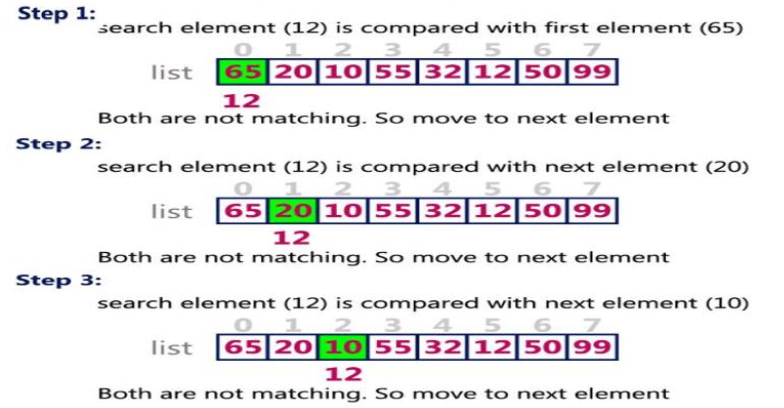 Step 1:
search element (12) is compared with first element (65)
0 1 2 3 4 5 6 7
list 65 20 10 55 32 12 50 99
12
Both are not matching. So move to next element
Step 2:
search element (12) is compared with next element (20)
0 1 2 3 4 5 6 7
list 65 20 10 55 32 12 50 99
12
Both are not matching. So move to next element
Step 3:
search element (12) is compared with next element (10)
0 1 2 3 4 5 6 7
list 65 20 10 55 32 12 50 99
12
Both are not matching. So move to next element